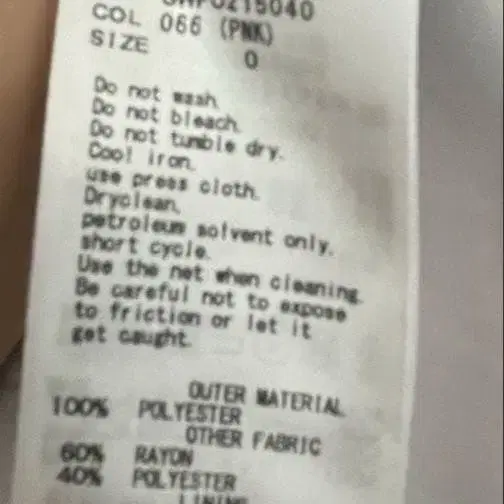 0215040
COL 066 (PNK)
SIZE 0
Do not wash.
Do not bleach.
Do not tumble dry.
Cool iron.
use press cloth.
Dryclean,
petroleum solvent only,
short cycle.
Use the net when cleaning.
Be careful not to expose
to friction or let it
get caught.
OUTER MATERIAL
100% POLYESTER
OTHER FABRIC
60% RAYON
40% POLYESTER
LINING